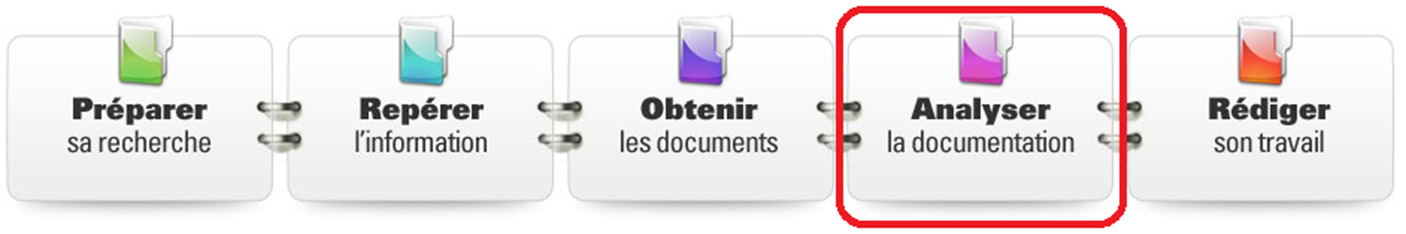 Préparer
sa recherche
Repérer
l'information
Obtenir
les documents
Analyser
la documentation
Rédiger
son travail